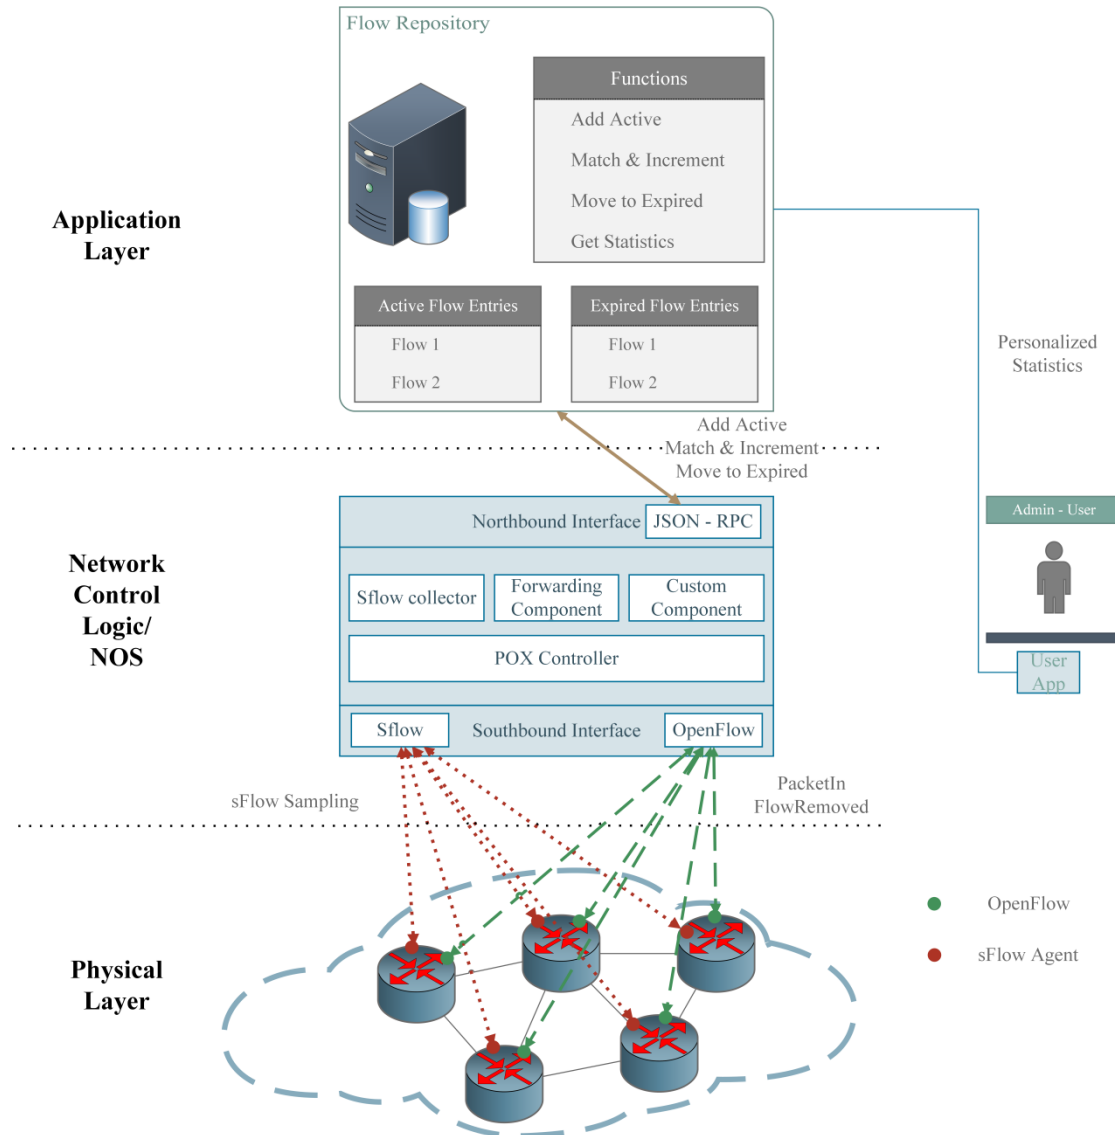 Flow Repository
Functions
Add Active
Match & Increment
Move to Expired
Get Statistics
Application
Layer
Active Flow Entries
Flow 1
Flow 2
Expired Flow Entries
Flow 1
Flow 2
Personalized
Statistics
Add Active
Match & Increment
Move to Expired
Northbound Interface
JSON - RPC
Admin - User
Network
Control
Logic/
NOS
Sflow collector
Forwarding
Component
Custom
Component
POX Controller
User
App
Sflow
Southbound Interface
OpenFlow
sFlow Sampling
PacketIn
FlowRemoved
Physical
Layer
OpenFlow
sFlow Agent